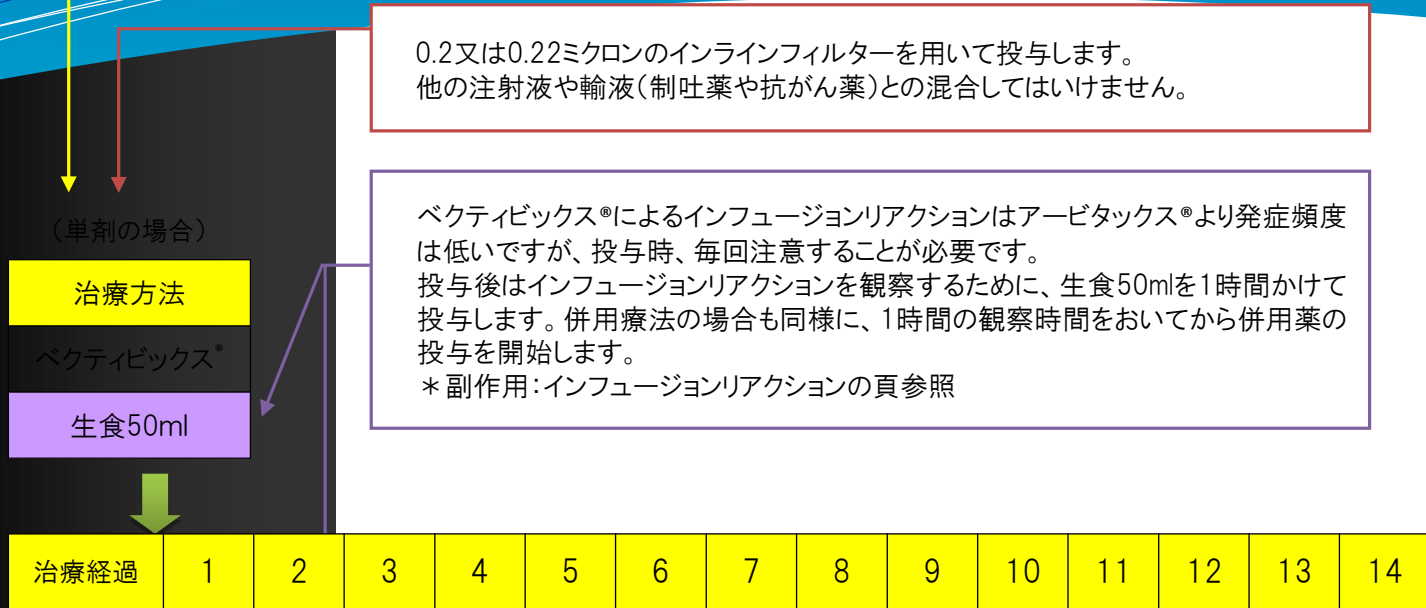 0.2又は0.22ミクロンのインラインフィルターを用いて投与します。
他の注射液や輸液(制吐薬や抗がん薬)との混合してはいけません。
ベクティビックス®によるインフュージョンリアクションはアービタックス®より発症頻度
は低いですが、投与時、毎回注意することが必要です。
投与後はインフュージョンリアクションを観察するために、生食50mlを1時間かけて
投与します。併用療法の場合も同様に、1時間の観察時間をおいてから併用薬の
投与を開始します。
＊副作用：インフュージョンリアクションの頁参照
(単剤の場合)
治療方法
ベクティビックス®
生食50ml
治療経過 1 2 3 4 5 6 7 8 9 10 11 12 13 14